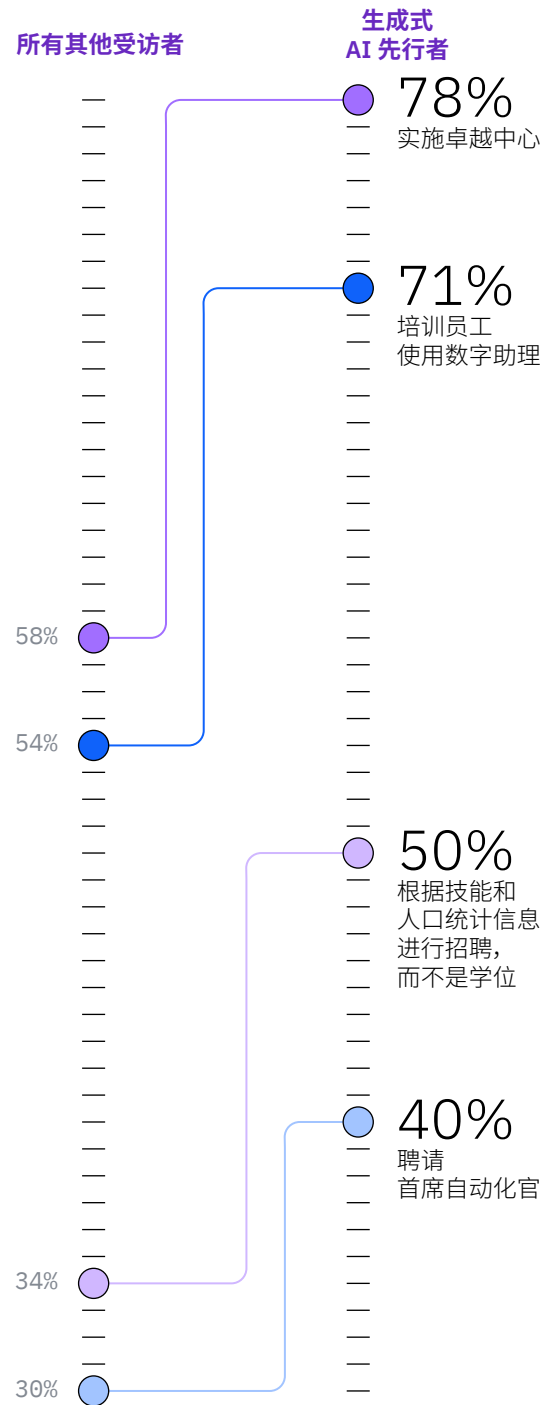 所有其他受访者
生成式
AI 先行者
78%
实施卓越中心
71%
培训员工
使用数字助理
58%
54%
50%
根据技能和
人口统计信息
进行招聘，
而不是学位
40%
聘请
首席自动化官
34%
30%